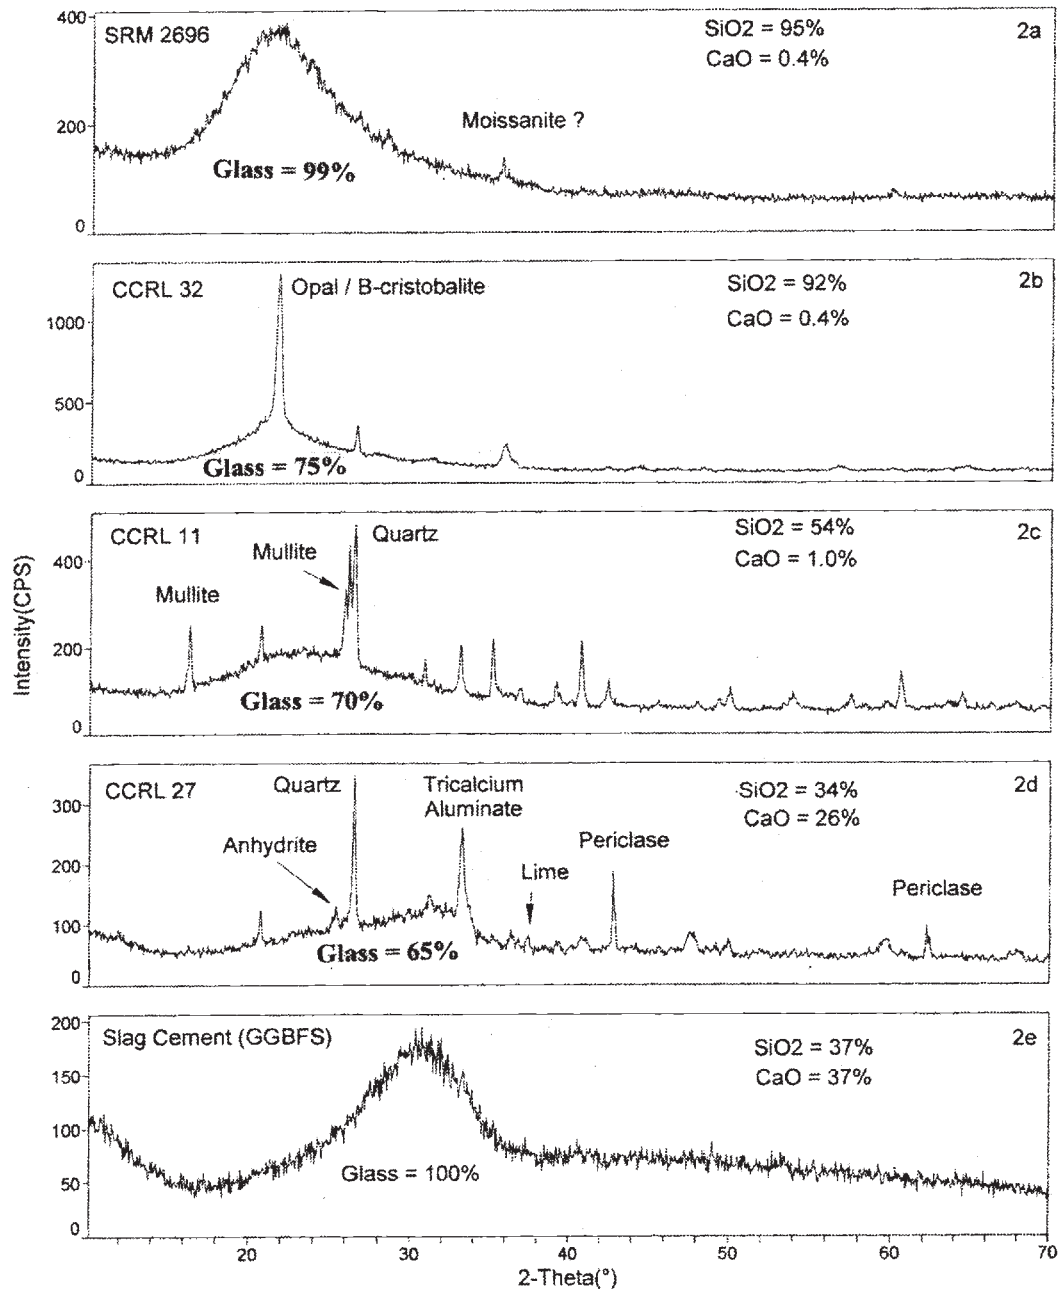 400
SRM 2696
SiO2 = 95%
2a
CaO = 0.4%
Moissanite ?
200
Glass = 99%
0
CCRL 32
Opal / B-cristobalite
SiO2 = 92%
2b
CaO = 0.4%
1000
500
Glass = 75%
0
CCRL 11
Quartz
SiO2 = 54%
2c
CaO = 1.0%
Mullite
400
Mullite
200
Glass = 70%
0
Intensity(CPS)
CCRL 27
Quartz
Tricalcium
Aluminate
SiO2 = 34%
2d
CaO = 26%
300
Anhydrite
Periclase
200
Lime
Periclase
100
Glass = 65%
0
200
Slag Cement (GGBFS)
SiO2 = 37%
2e
CaO = 37%
150
100
50
Glass = 100%
0
20 30 40 50 60 70
2-Theta(°)